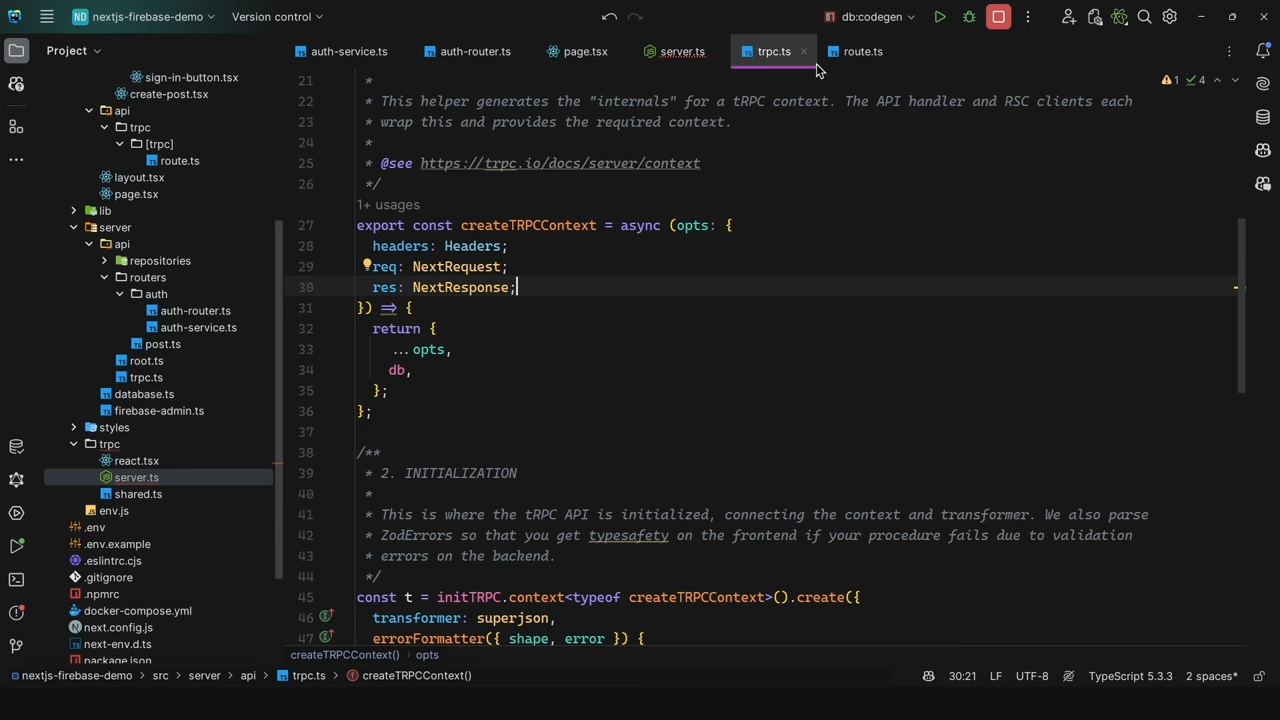 ND nextjs-firebase-demo Version control db:codegen
Project auth-service.ts auth-router.ts page.tsx server.ts trpc.ts route.ts
sign-in-button.tsx
create-post.tsx
api
trpc
[trpc]
route.ts
layout.tsx
page.tsx
lib
server
api
repositories
routers
auth
auth-router.ts
auth-service.ts
post.ts
root.ts
trpc.ts
database.ts
firebase-admin.ts
styles
trpc
react.tsx
server.ts
shared.ts
env.js
.env
.env.example
.eslintrc.cjs
.gitignore
.npmrc
docker-compose.yml
next.config.js
next-env.d.ts
package.json
1 4
21 *
22 * This helper generates the "internals" for a tRPC context. The API handler and RSC clients each
23 * wrap this and provides the required context.
24 *
25 * @see https://trpc.io/docs/server/context
26 */
1+ usages
27 export const createTRPCContext = async (opts: {
28 headers: Headers;
29 req: NextRequest;
30 res: NextResponse;
31 }) => {
32 return {
33 ...opts,
34 db,
35 };
36 };
37
38 /**
39 * 2. INITIALIZATION
40 *
41 * This is where the tRPC API is initialized, connecting the context and transformer. We also parse
42 * ZodErrors so that you get typesafety on the frontend if your procedure fails due to validation
43 * errors on the backend.
44 */
45 const t = initTRPC.context<typeof createTRPCContext>().create({
46 transformer: superjson,
47 errorFormatter({ shape, error }) {
createTRPCContext() opts
nextjs-firebase-demo src server api trpc.ts createTRPCContext() 30:21 LF UTF-8 TypeScript 5.3.3 2 spaces*